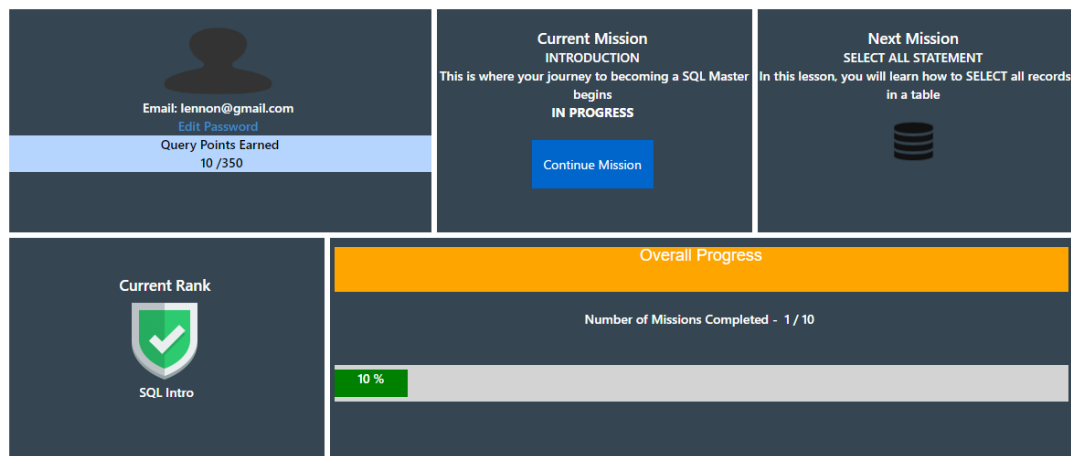 Email: lennon@gmail.com
Edit Password
Query Points Earned
10 /350
Current Mission
INTRODUCTION
This is where your journey to becoming a SQL Master
begins
IN PROGRESS
Continue Mission
Next Mission
SELECT ALL STATEMENT
In this lesson, you will learn how to SELECT all records
in a table
Current Rank
SQL Intro
Overall Progress
Number of Missions Completed - 1 / 10
10 %